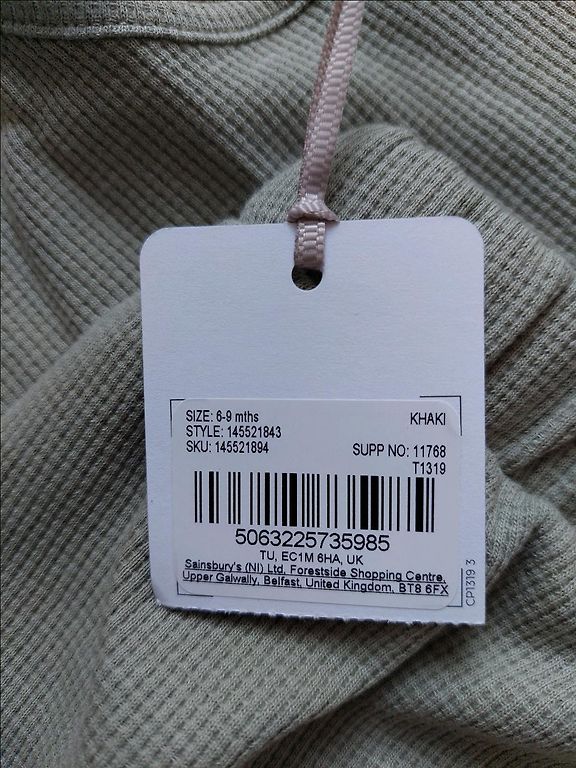 SIZE: 6-9 mths KHAKI
STYLE: 145521843
SKU: 145521894 SUPP NO: 11768
T1319
5063225735985
TU, EC1M 6HA, UK
Sainsbury's (NI) Ltd, Forestside Shopping Centre,
Upper Galwally, Belfast, United Kingdom, BT8 6FX
CP1319 3